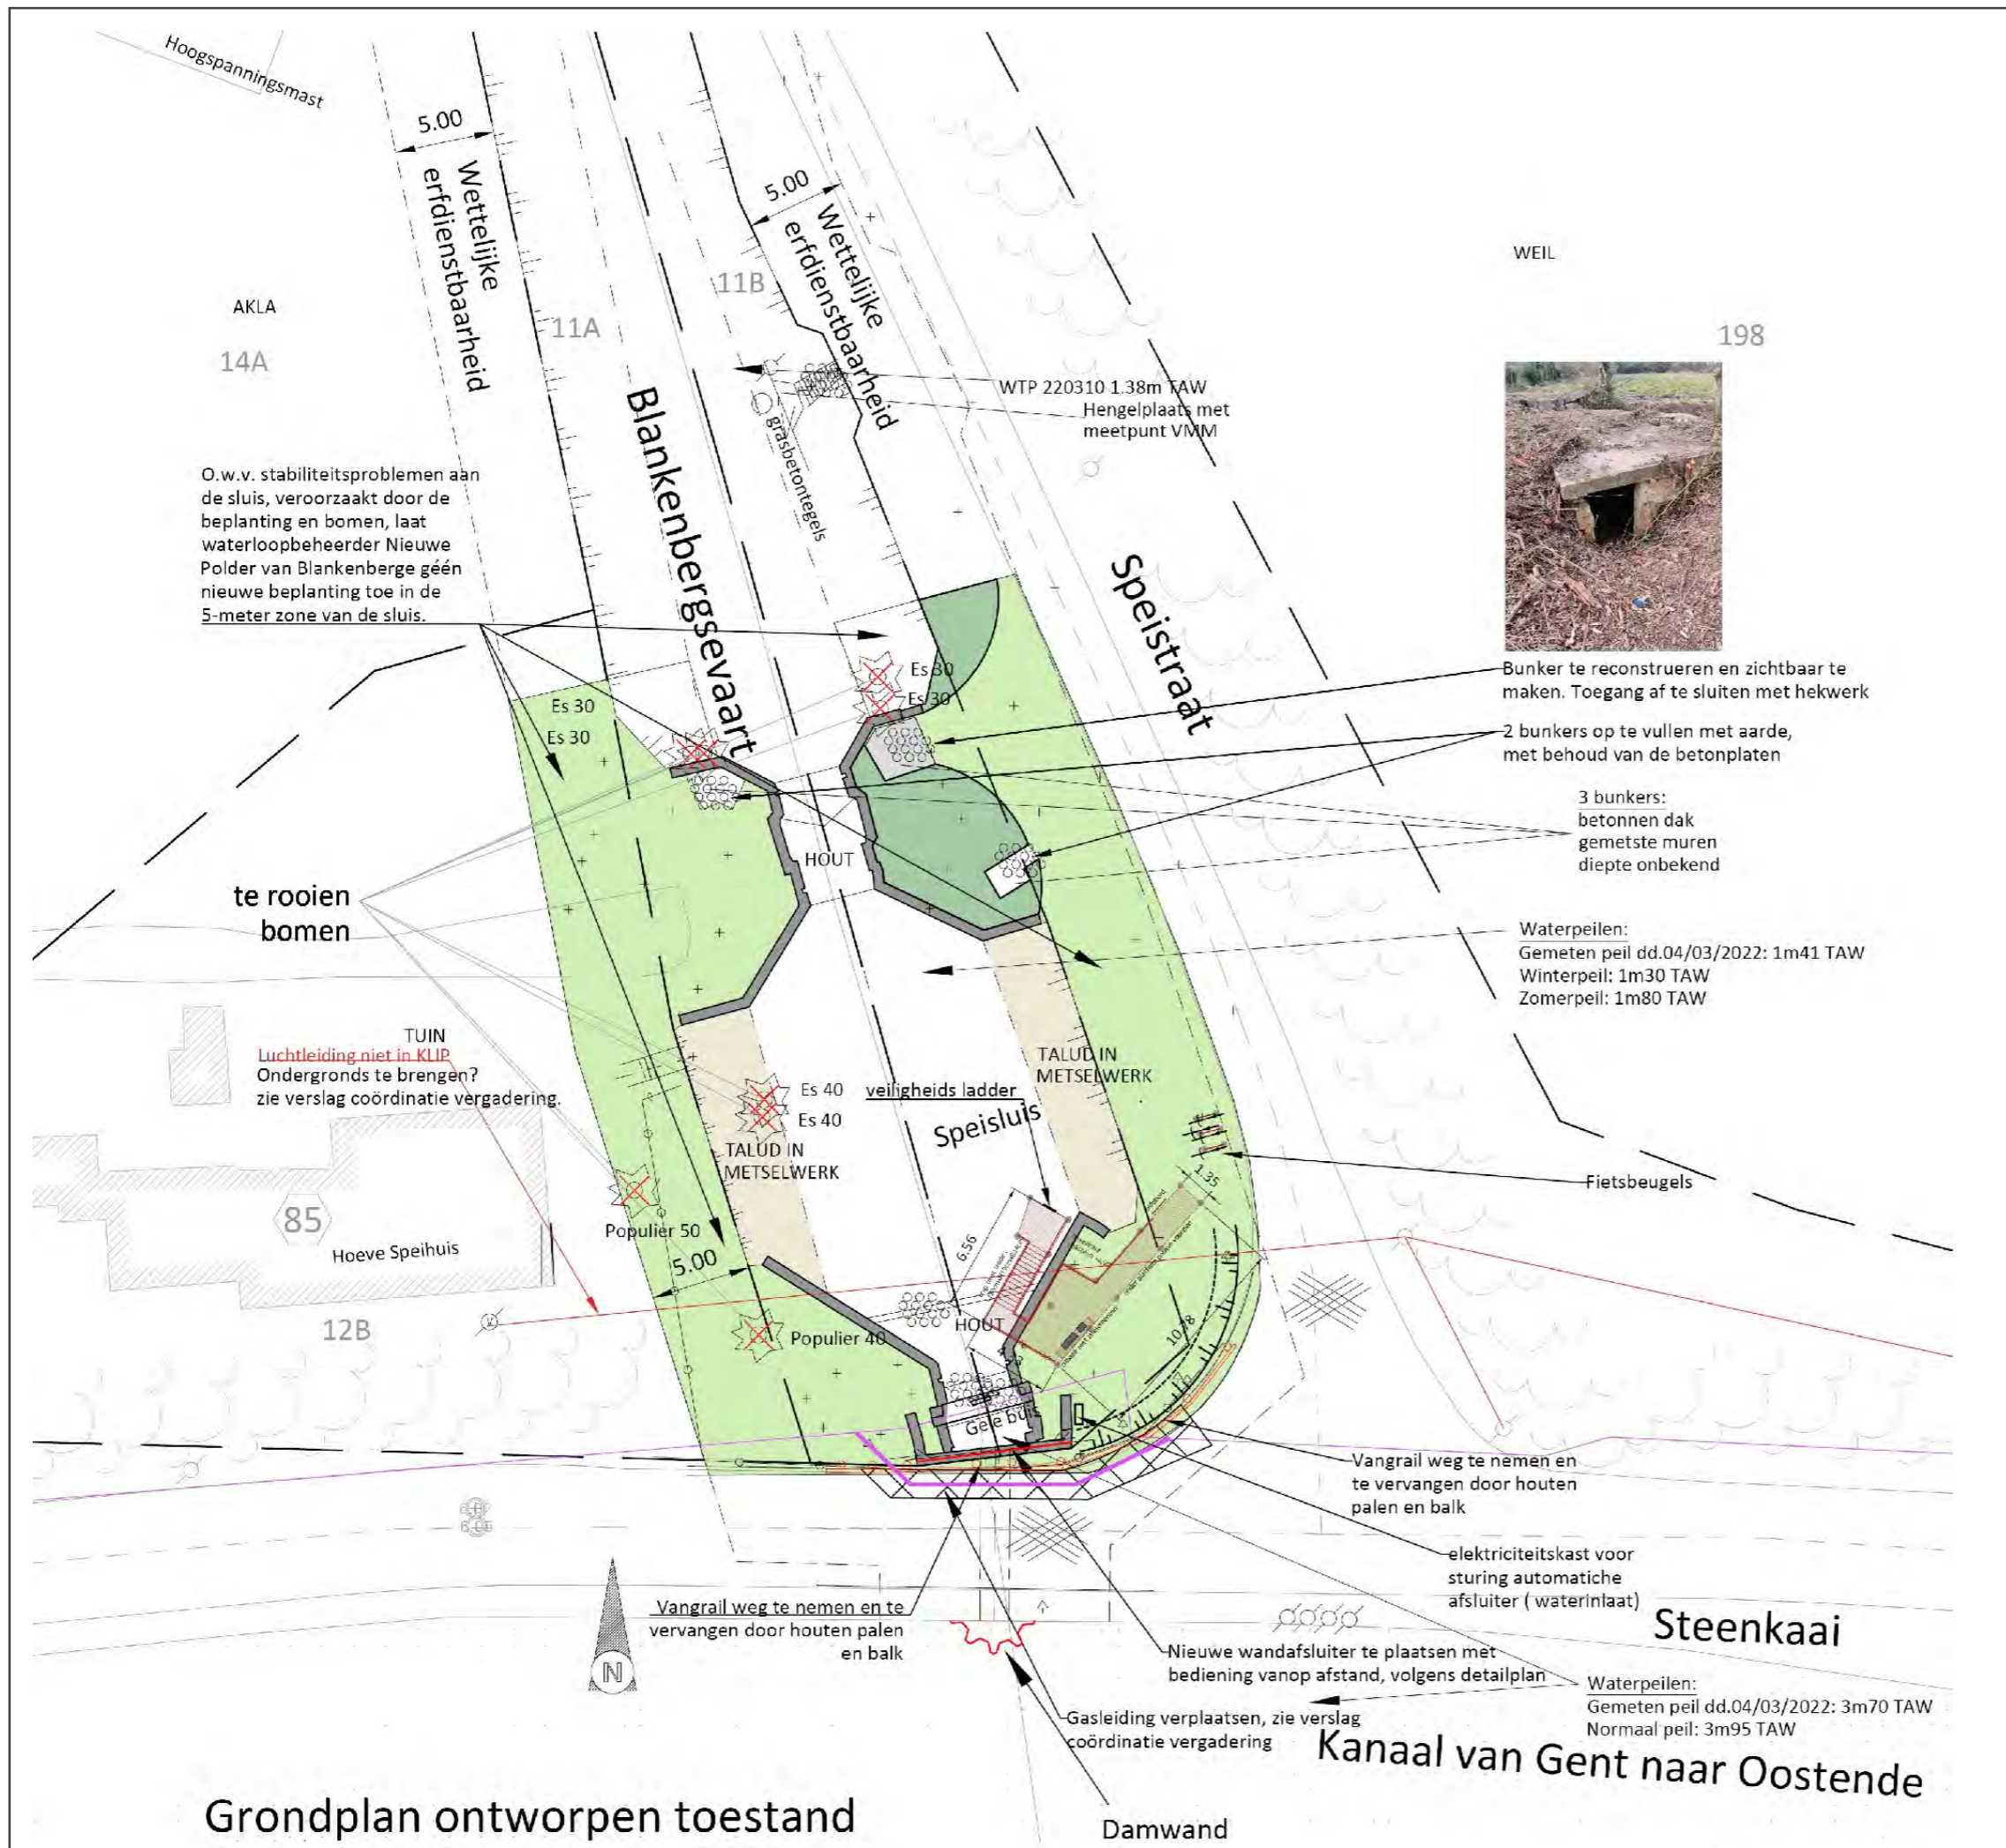 Hoogspanningsmast
5.00
Wettelijke
erfdienstbaarheid
5.00
Wettelijke
erfdienstbaarheid
WEIL
AKLA
11B
11A
14A
198
WTP 220310 1.38m TAW
Hengelplaats met
meetpunt VMM
grasbetontegels
Blankenbergsevaart
O.w.v. stabiliteitsproblemen aan
de sluis, veroorzaakt door de
beplanting en bomen, laat
waterloopbeheerder Nieuwe
Polder van Blankenberge géén
nieuwe beplanting toe in de
5-meter zone van de sluis.
Speistraat
Es 30
Es 30
Es 30
Es 30
Bunker te reconstrueren en zichtbaar te
maken. Toegang af te sluiten met hekwerk
2 bunkers op te vullen met aarde,
met behoud van de betonplaten
3 bunkers:
betonnen dak
gemetste muren
diepte onbekend
HOUT
te rooien
bomen
Waterpeilen:
Gemeten peil dd.04/03/2022: 1m41 TAW
Winterpeil: 1m30 TAW
Zomerpeil: 1m80 TAW
TUIN
Luchtleiding niet in KLIP
Ondergronds te brengen?
zie verslag coördinatie vergadering.
TALUD IN
METSELWERK
Es 40
Es 40
veiligheids ladder
Speisluis
TALUD IN
METSELWERK
Fietsbeugels
1.35
85
Hoeve Speihuis
Populier 50
5.00
6.56
12B
Populier 40
HOUT
10.78
Gele buis
Vangrail weg te nemen en
te vervangen door houten
palen en balk
elektriciteitskast voor
sturing automatiche
afsluiter ( waterinlaat)
Vangrail weg te nemen en te
vervangen door houten palen
en balk
N
Steenkaai
Nieuwe wandafsluiter te plaatsen met
bediening vanop afstand, volgens detailplan
Waterpeilen:
Gemeten peil dd.04/03/2022: 3m70 TAW
Normaal peil: 3m95 TAW
Gasleiding verplaatsen, zie verslag
coördinatie vergadering
Kanaal van Gent naar Oostende
Grondplan ontworpen toestand
Damwand